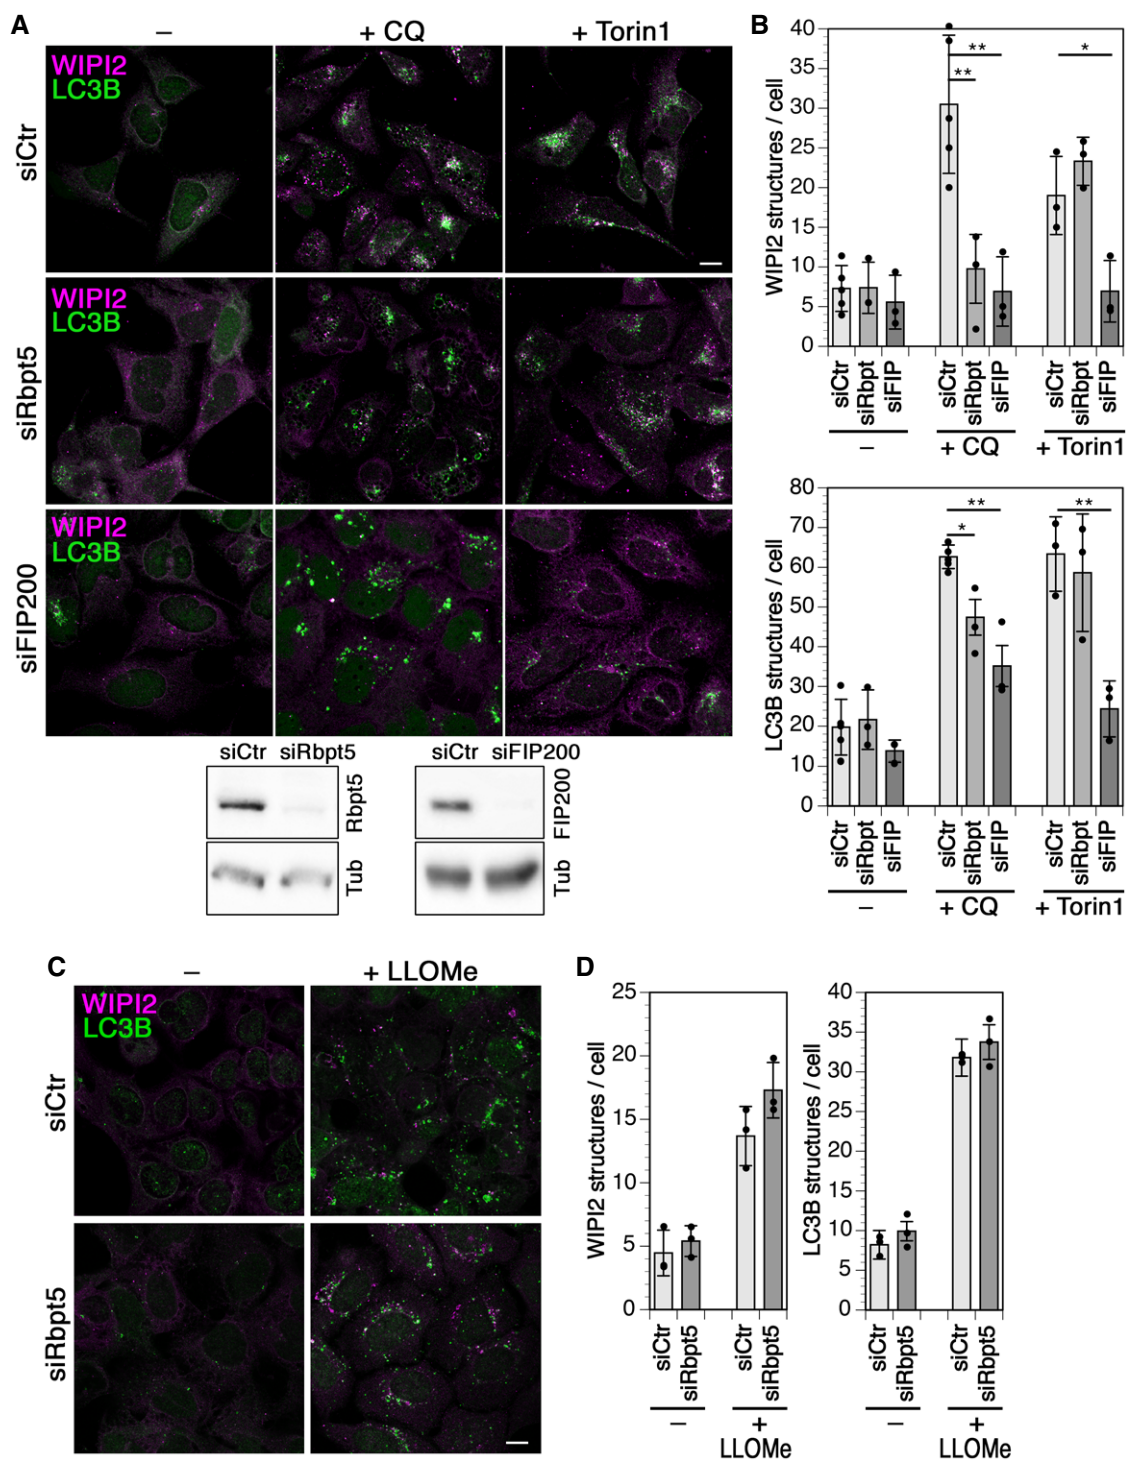 A
– + CQ + Torin1
siCtr
WIPI2
LC3B
siRbpt5
WIPI2
LC3B
siFIP200
WIPI2
LC3B
siCtr siRbpt5
Rbpt5
Tub
siCtr siFIP200
FIP200
Tub
B
WIPI2 structures / cell
40
35
30
25
20
15
10
5
0
** ** *
siCtr siRbpt siFIP siCtr siRbpt siFIP siCtr siRbpt siFIP
– + CQ + Torin1
LC3B structures / cell
80
70
60
50
40
30
20
10
0
** * **
siCtr siRbpt siFIP siCtr siRbpt siFIP siCtr siRbpt siFIP
– + CQ + Torin1
C
– + LLOMe
siCtr
WIPI2
LC3B
siRbpt5
D
WIPI2 structures / cell
25
20
15
10
5
0
siCtr siRbpt5 siCtr siRbpt5
– +
LLOMe
LC3B structures / cell
40
35
30
25
20
15
10
5
0
siCtr siRbpt5 siCtr siRbpt5
– +
LLOMe